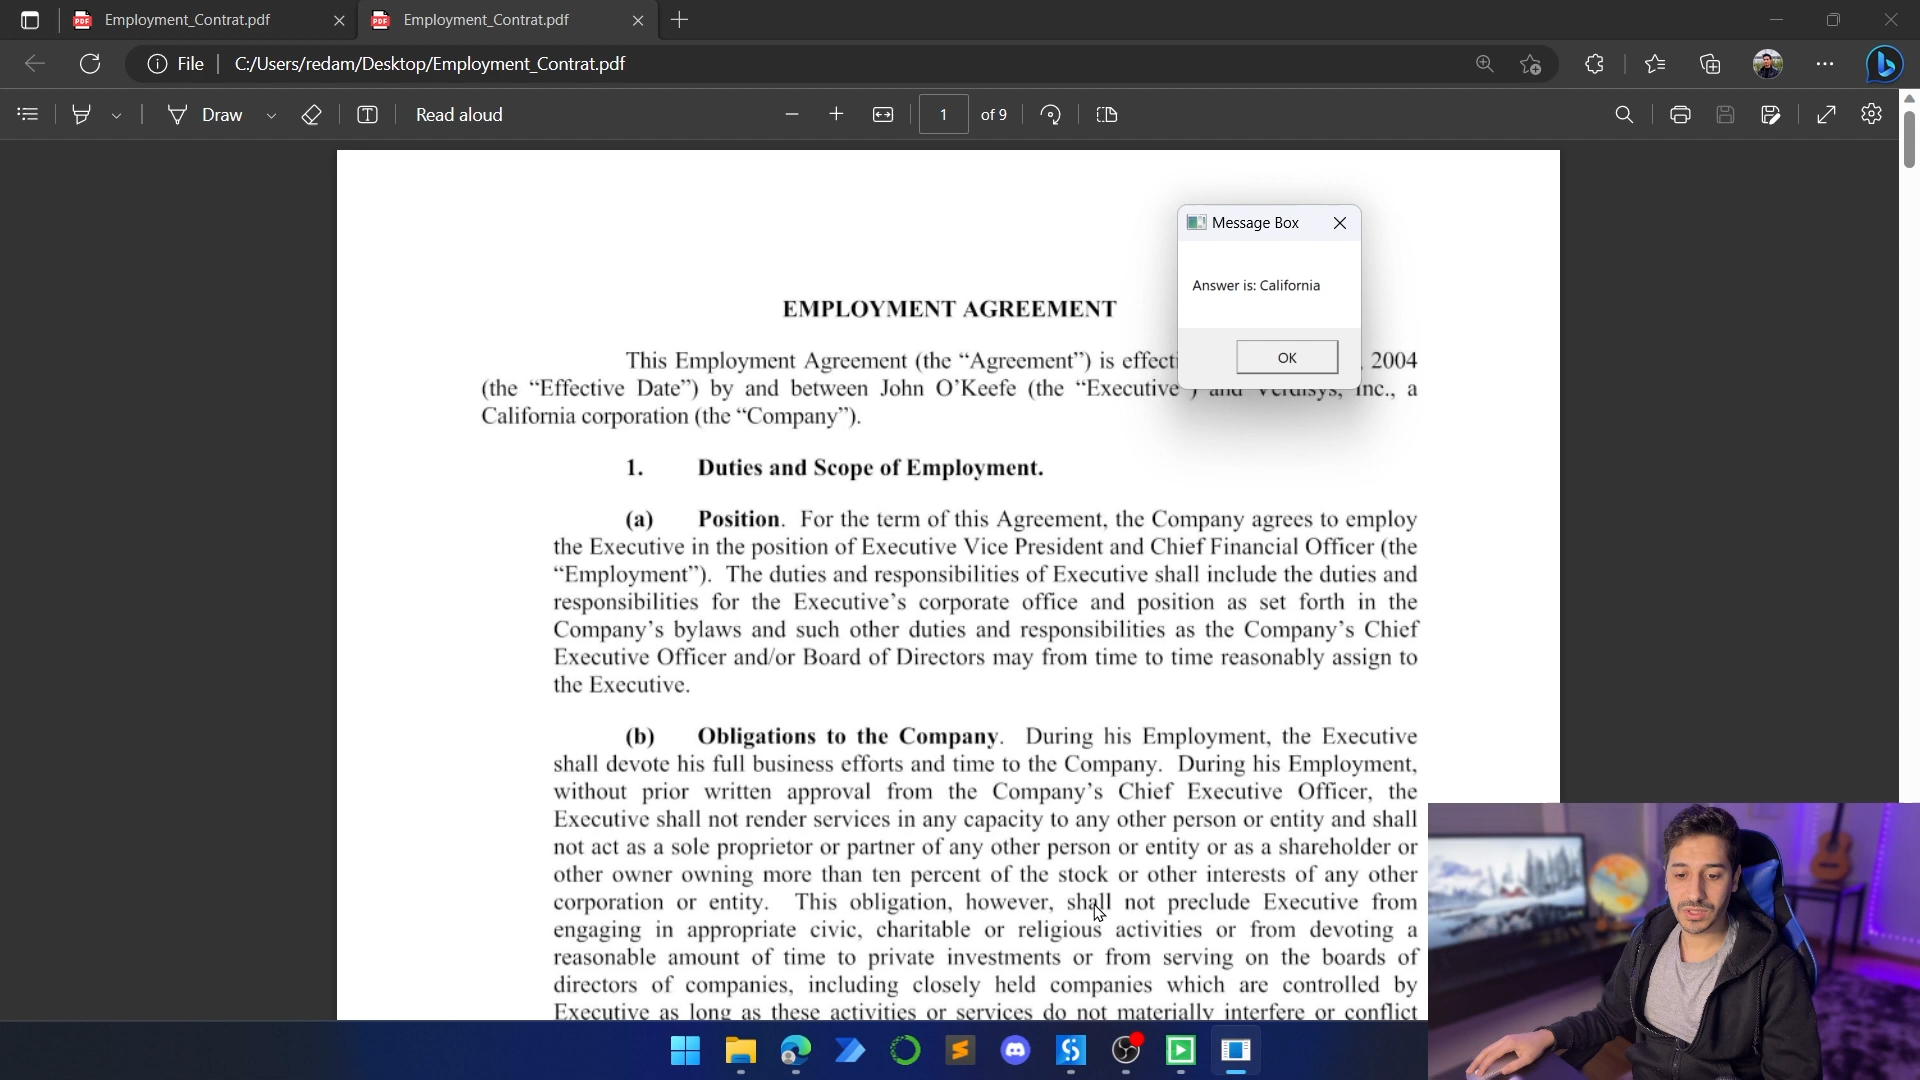 Employment_Contrat.pdf
Employment_Contrat.pdf
File
C:/Users/redam/Desktop/Employment_Contrat.pdf
Draw
Read aloud
1
of 9
Message Box
Answer is: California
OK
EMPLOYMENT AGREEMENT
This Employment Agreement (the “Agreement”) is 2004
(the “Effective Date”) by and between John O’Keefe (the “Executive Inc., a
California corporation (the “Company”).
1. Duties and Scope of Employment.
(a) Position. For the term of this Agreement, the Company agrees to employ
the Executive in the position of Executive Vice President and Chief Financial Officer (the
“Employment”). The duties and responsibilities of Executive shall include the duties and
responsibilities for the Executive’s corporate office and position as set forth in the
Company’s bylaws and such other duties and responsibilities as the Company’s Chief
Executive Officer and/or Board of Directors may from time to time reasonably assign to
the Executive.
(b) Obligations to the Company. During his Employment, the Executive
shall devote his full business efforts and time to the Company. During his Employment,
without prior written approval from the Company’s Chief Executive Officer, the
Executive shall not render services in any capacity to any other person or entity and shall
not act as a sole proprietor or partner of any other person or entity or as a shareholder or
other owner owning more than ten percent of the stock or other interests of any other
corporation or entity. This obligation, however, shall not preclude Executive from
engaging in appropriate civic, charitable or religious activities or from devoting a
reasonable amount of time to private investments or from serving on the boards of
directors of companies, including closely held companies which are controlled by
Executive as long as these activities or services do not materially interfere or conflict